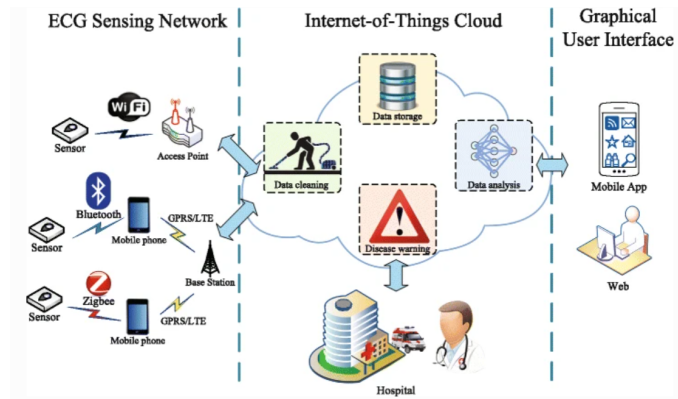 ECG Sensing Network
Internet-of-Things Cloud
Graphical
User Interface
Wi Fi
Sensor
Access Point
Bluetooth
Sensor
Mobile phone
GPRS/LTE
Base Station
Zigbee
Sensor
Mobile phone
GPRS/LTE
Data storage
Data cleaning
Data analysis
Disease warning
Hospital
Mobile App
Web